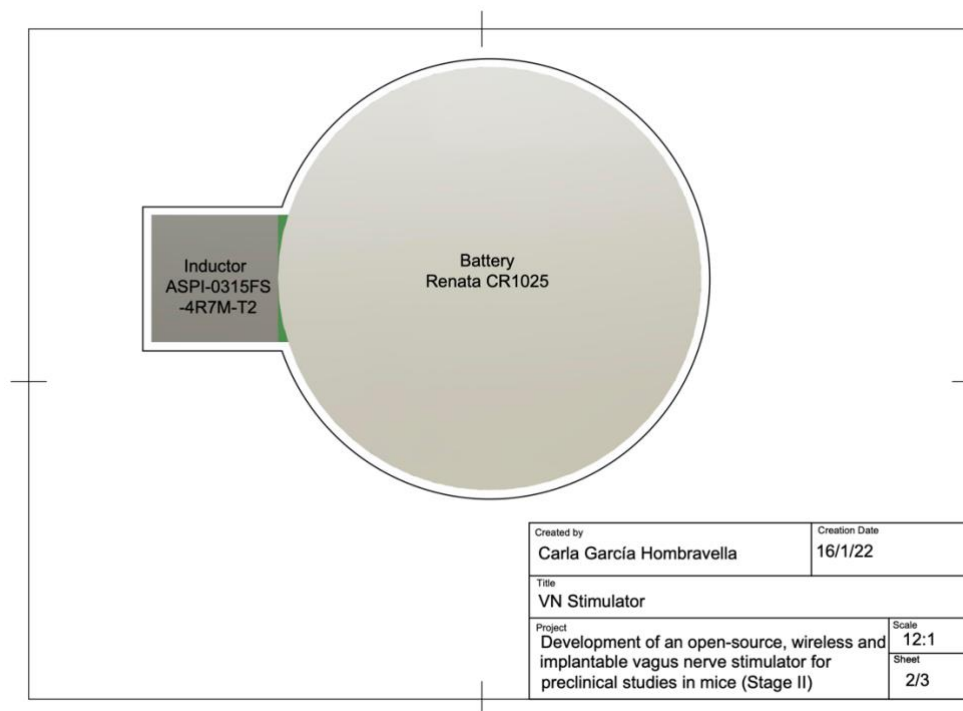 Inductor
ASPI-0315FS
-4R7M-T2
Battery
Renata CR1025
Created by
Carla García Hombravella
Creation Date
16/1/22
Title
VN Stimulator
Project
Development of an open-source, wireless and
implantable vagus nerve stimulator for
preclinical studies in mice (Stage II)
Scale
12:1
Sheet
2/3